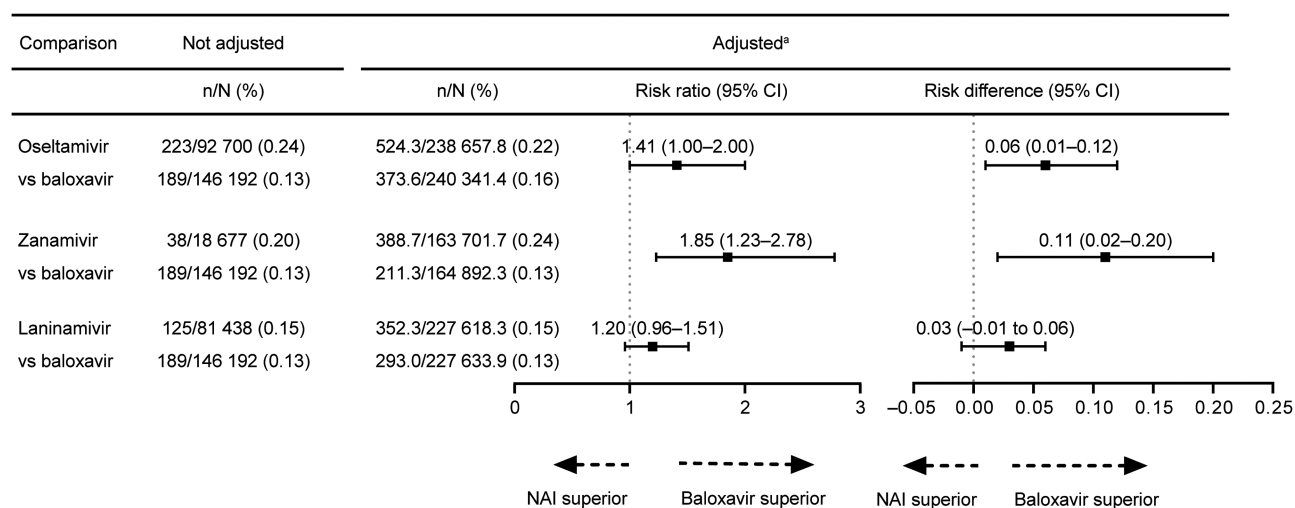 Comparison Not adjusted Adjustedᵃ
n/N (%) n/N (%) Risk ratio (95% CI) Risk difference (95% CI)
Oseltamivir 223/92 700 (0.24) 524.3/238 657.8 (0.22) 1.41 (1.00–2.00) 0.06 (0.01–0.12)
vs baloxavir 189/146 192 (0.13) 373.6/240 341.4 (0.16)
Zanamivir 38/18 677 (0.20) 388.7/163 701.7 (0.24) 1.85 (1.23–2.78) 0.11 (0.02–0.20)
vs baloxavir 189/146 192 (0.13) 211.3/164 892.3 (0.13)
Laninamivir 125/81 438 (0.15) 352.3/227 618.3 (0.15) 1.20 (0.96–1.51) 0.03 (–0.01 to 0.06)
vs baloxavir 189/146 192 (0.13) 293.0/227 633.9 (0.13)
0 1 2 3 –0.05 0.00 0.05 0.10 0.15 0.20 0.25
NAI superior Baloxavir superior NAI superior Baloxavir superior